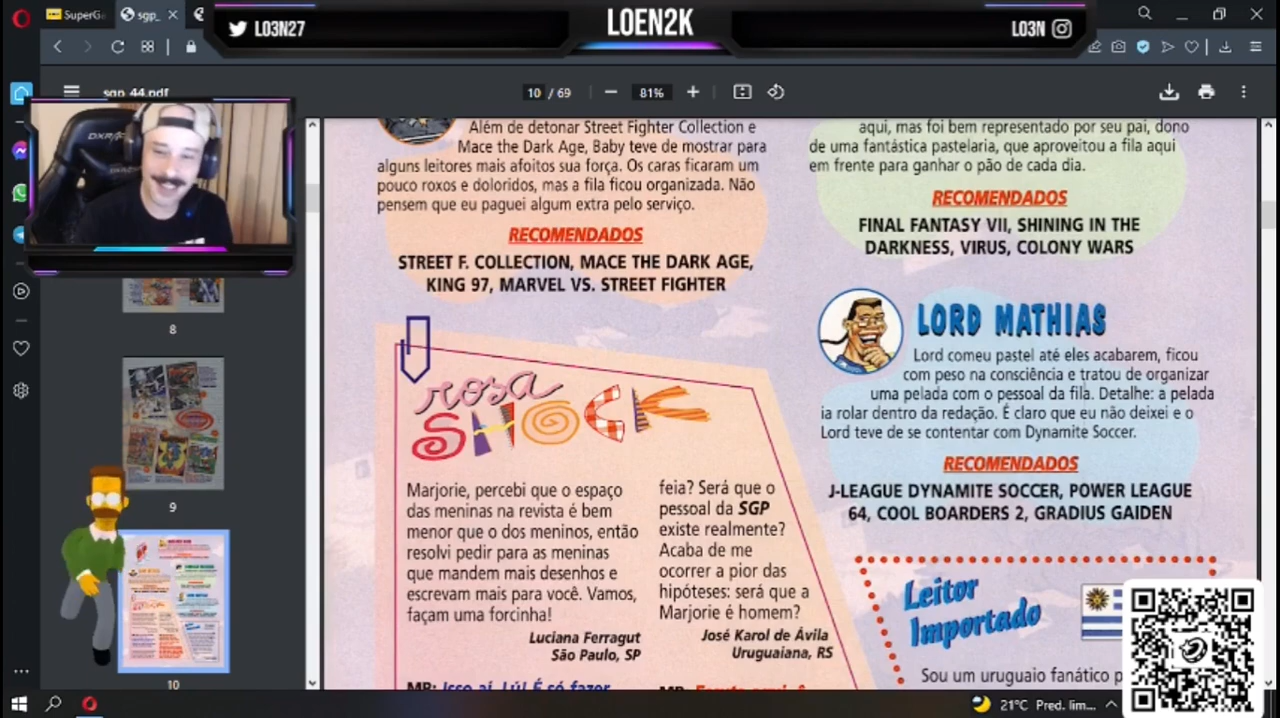 SuperGa
sgp_
LO3N27
LOEN2K
LO3N
sgp_44.pdf
10 / 69
81%
DXRACER
8
9
10
Além de detonar Street Fighter Collection e
Mace the Dark Age, Baby teve de mostrar para
alguns leitores mais afoitos sua força. Os caras ficaram um
pouco roxos e doloridos, mas a fila ficou organizada. Não
pensem que eu paguei algum extra pelo serviço.
RECOMENDADOS
STREET F. COLLECTION, MACE THE DARK AGE,
KING 97, MARVEL VS. STREET FIGHTER
rosa
SHOCK
Marjorie, percebi que o espaço
das meninas na revista é bem
menor que o dos meninos, então
resolvi pedir para as meninas
que mandem mais desenhos e
escrevam mais para você. Vamos,
façam uma forcinha!
Luciana Ferragut
São Paulo, SP
MB: Isso aí, Lú! É só fazer
feia? Será que o
pessoal da SGP
existe realmente?
Acaba de me
ocorrer a pior das
hipóteses: será que a
Marjorie é homem?
José Karol de Ávila
Uruguaiana, RS
MB:
aqui, mas foi bem representado por seu pai, dono
de uma fantástica pastelaria, que aproveitou a fila aqui
em frente para ganhar o pão de cada dia.
RECOMENDADOS
FINAL FANTASY VII, SHINING IN THE
DARKNESS, VIRUS, COLONY WARS
LORD MATHIAS
Lord comeu pastel até eles acabarem, ficou
com peso na consciência e tratou de organizar
uma pelada com o pessoal da fila. Detalhe: a pelada
ia rolar dentro da redação. É claro que eu não deixei e o
Lord teve de se contentar com Dynamite Soccer.
RECOMENDADOS
J-LEAGUE DYNAMITE SOCCER, POWER LEAGUE
64, COOL BOARDERS 2, GRADIUS GAIDEN
Leitor
Importado
Sou um uruguaio fanático p
21°C Pred. lim...